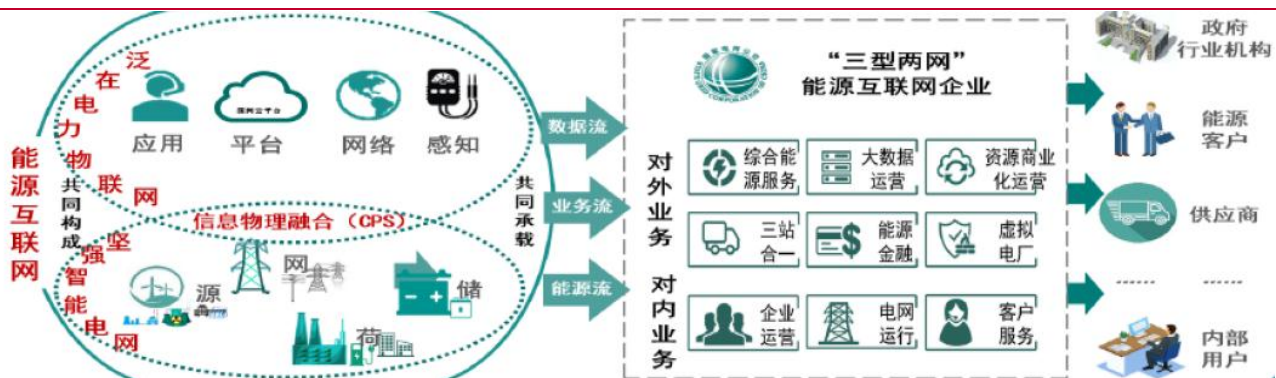 能源互联网
共同构成
泛在电力物联网
应用
平台
网络
感知
信息物理融合（CPS）
坚强智能电网
源
网
荷
储
共同承载
数据流
业务流
能源流
“三型两网”
能源互联网企业
对外业务
综合能
源服务
大数据
运营
资源商业
化运营
三站
合一
能源
金融
虚拟
电厂
对内业务
企业
运营
电网
运行
客户
服务
政府
行业机构
能源
客户
供应商
......
......
内部
用户